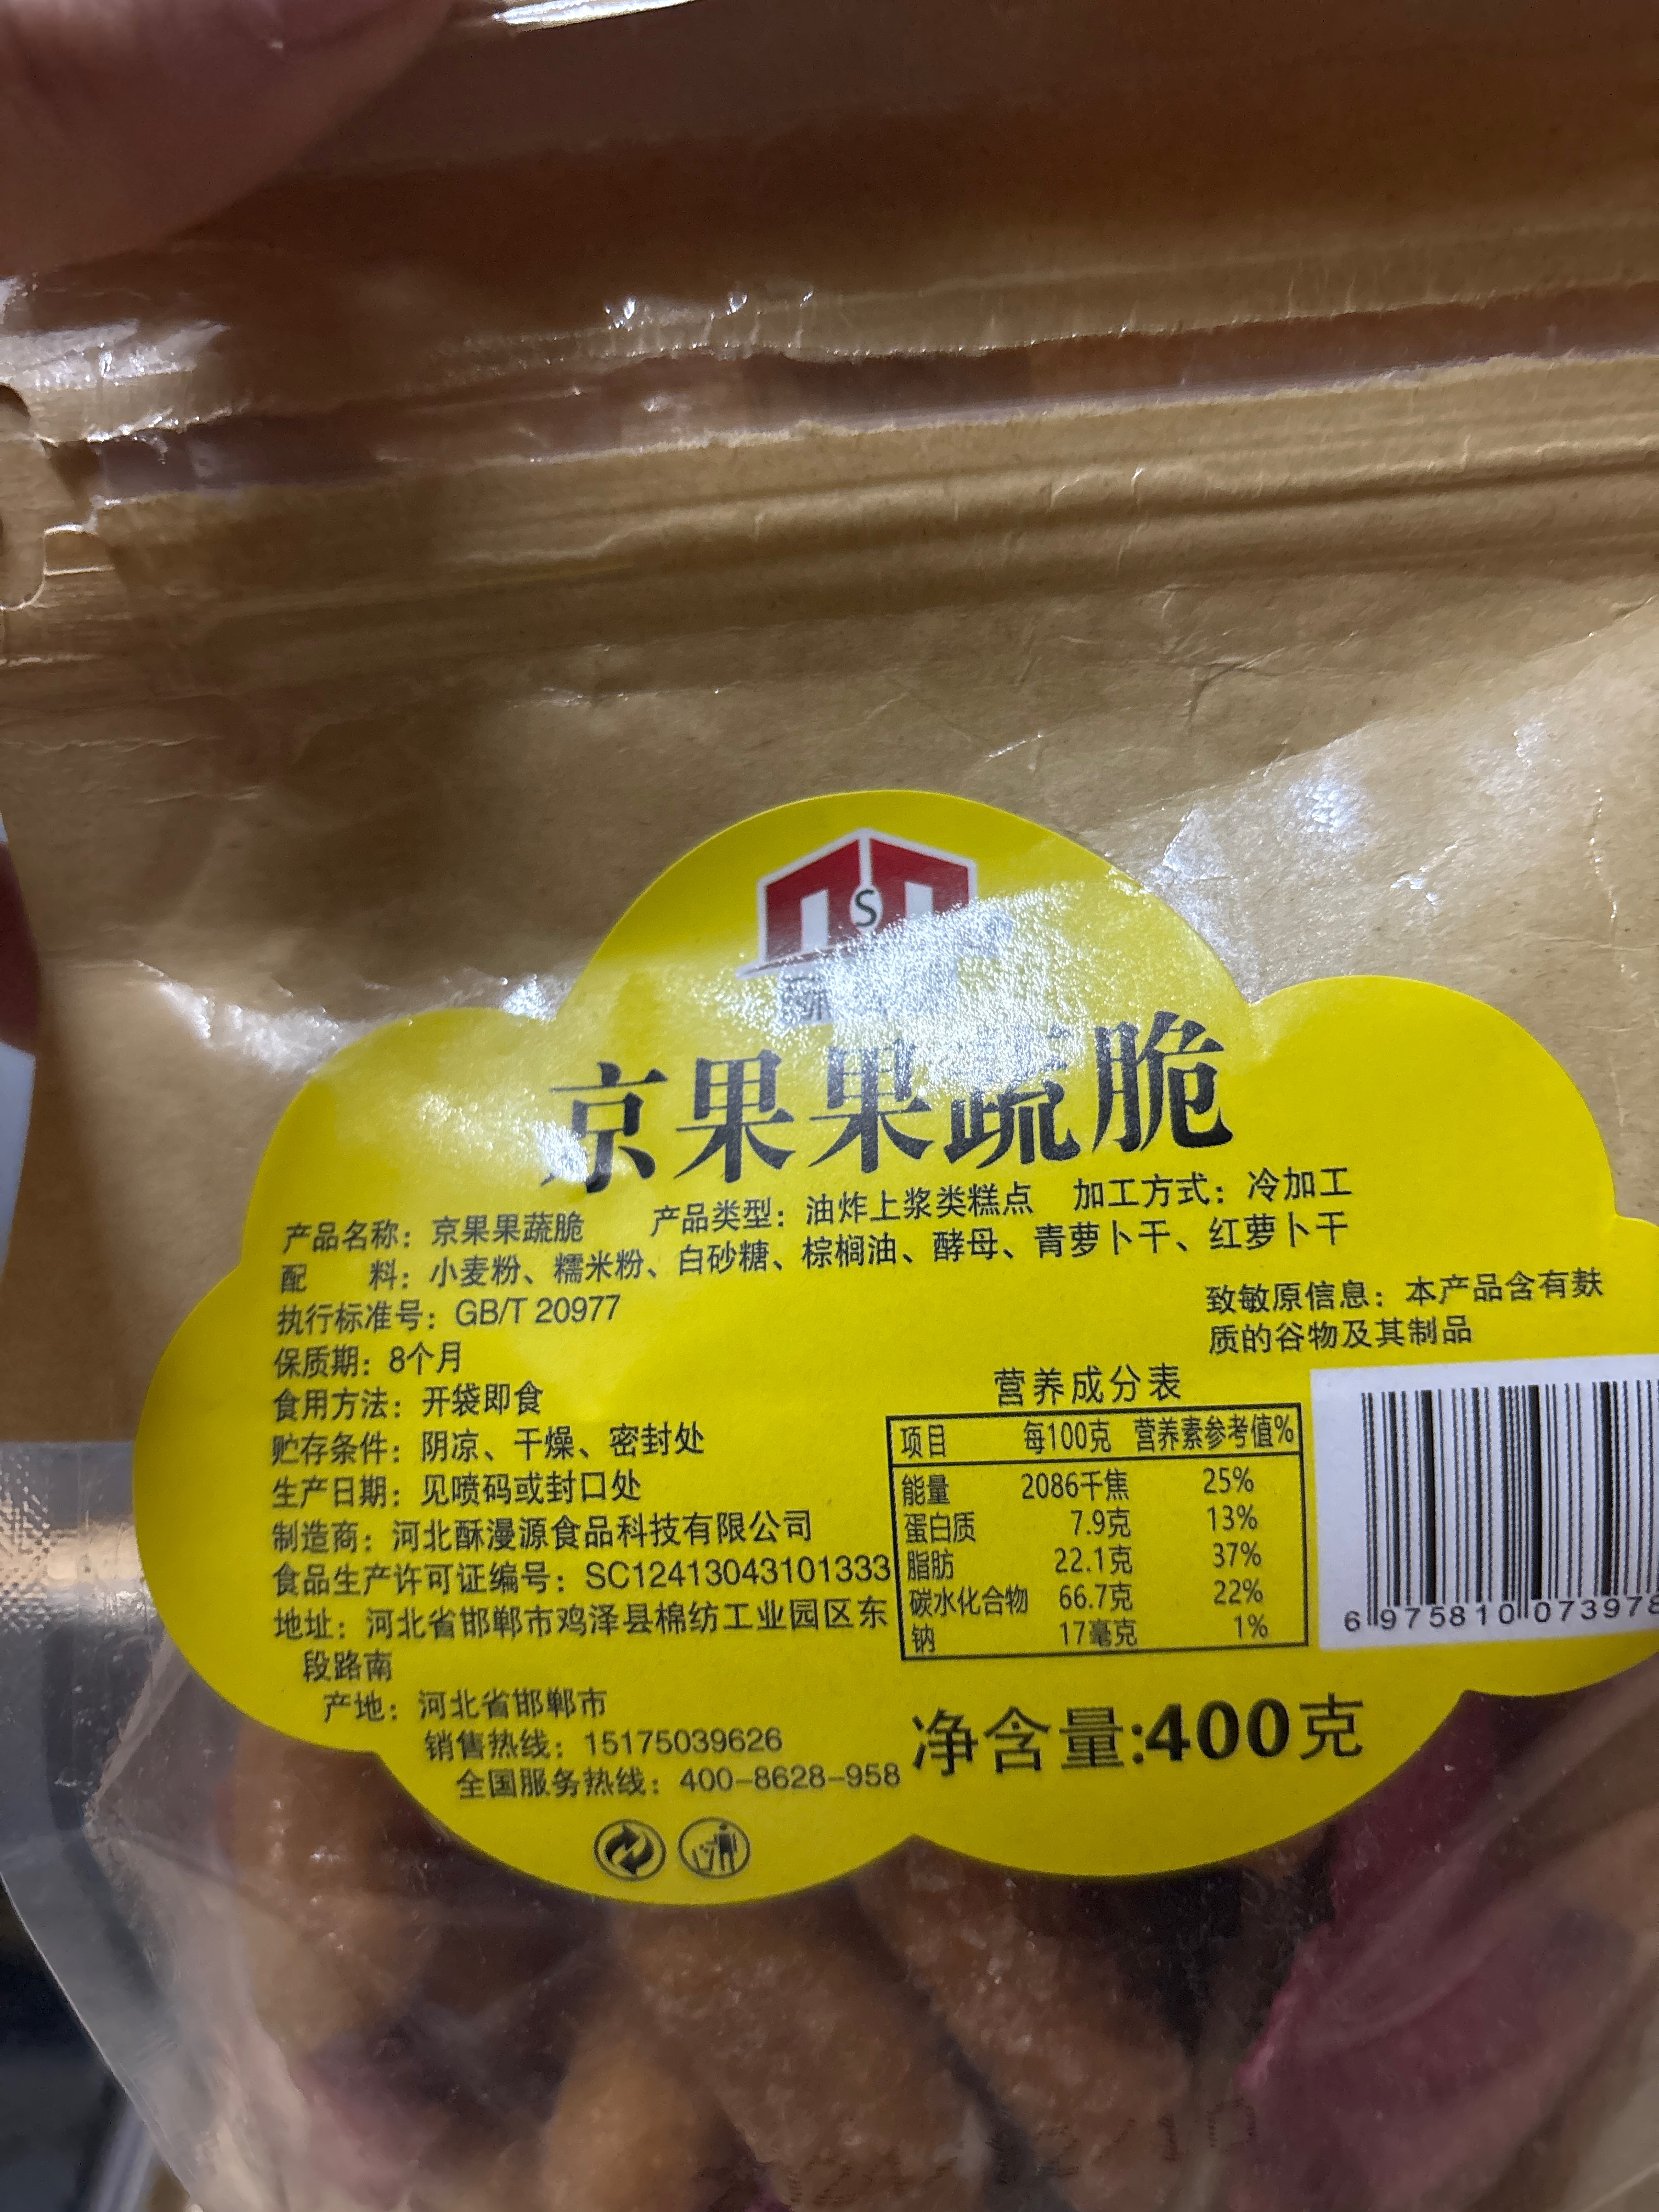 S
京果果蔬脆
产品名称：京果果蔬脆 产品类型：油炸上浆类糕点 加工方式：冷加工
配 料：小麦粉、糯米粉、白砂糖、棕榈油、酵母、青萝卜干、红萝卜干
执行标准号：GB/T 20977
致敏原信息：本产品含有麸
质的谷物及其制品
保质期：8个月
食用方法：开袋即食
贮存条件：阴凉、干燥、密封处
生产日期：见喷码或封口处
制造商：河北酥漫源食品科技有限公司
食品生产许可证编号：SC12413043101333
地址：河北省邯郸市鸡泽县棉纺工业园区东
段路南
产地：河北省邯郸市
销售热线：15175039626
全国服务热线：400-8628-958
营养成分表
项目 每100克 营养素参考值%
能量 2086千焦 25%
蛋白质 7.9克 13%
脂肪 22.1克 37%
碳水化合物 66.7克 22%
钠 17毫克 1%
6 975810 073978
净含量:400克